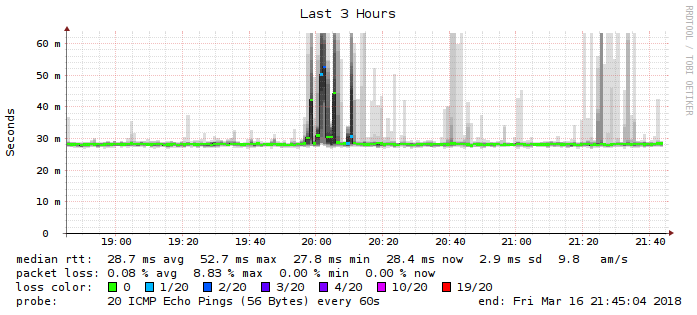 Last 3 Hours
RRDTOOL / TOBI OETIKER
Seconds
60 m
50 m
40 m
30 m
20 m
10 m
0
19:00 19:20 19:40 20:00 20:20 20:40 21:00 21:20 21:40
median rtt: 28.7 ms avg 52.7 ms max 27.8 ms min 28.4 ms now 2.9 ms sd 9.8 am/s
packet loss: 0.08 % avg 8.83 % max 0.00 % min 0.00 % now
loss color: 0 1/20 2/20 3/20 4/20 10/20 19/20
probe: 20 ICMP Echo Pings (56 Bytes) every 60s end: Fri Mar 16 21:45:04 2018